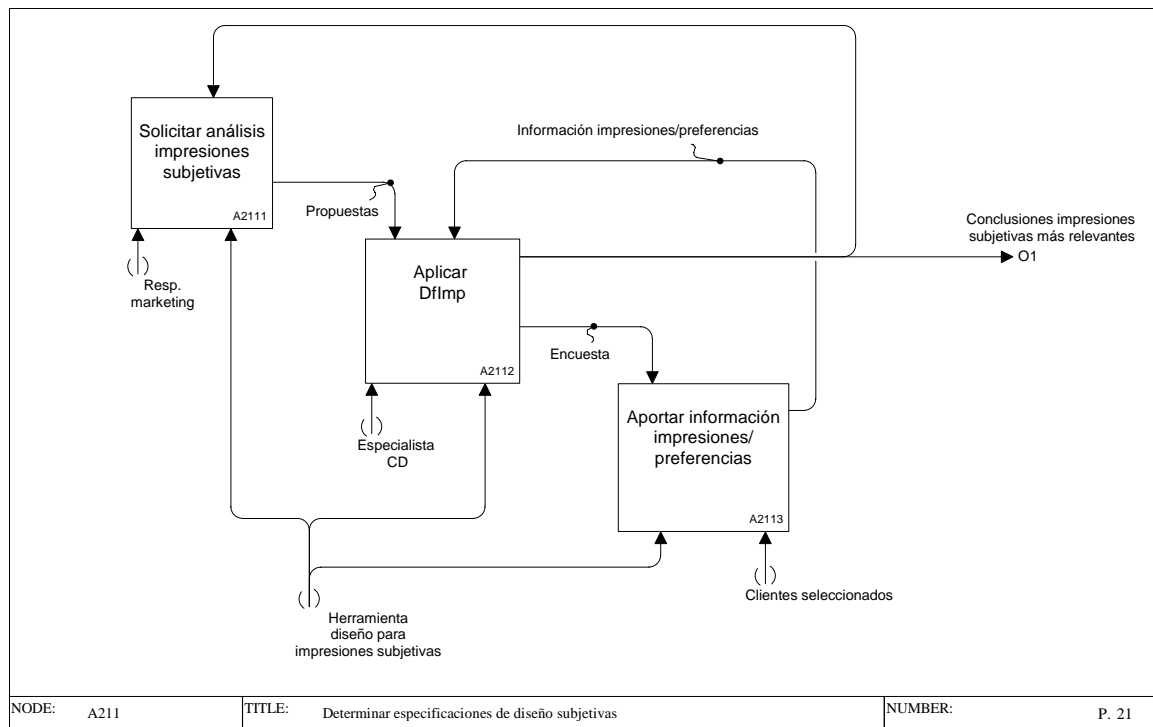 Solicitar análisis
impresiones
subjetivas
A2111
Información impresiones/preferencias
Propuestas
Conclusiones impresiones
subjetivas más relevantes
O1
Resp.
marketing
Aplicar
DfImp
A2112
Encuesta
Especialista
CD
Aportar información
impresiones/
preferencias
A2113
Clientes seleccionados
Herramienta
diseño para
impresiones subjetivas
NODE: A211 TITLE: Determinar especificaciones de diseño subjetivas NUMBER: P. 21